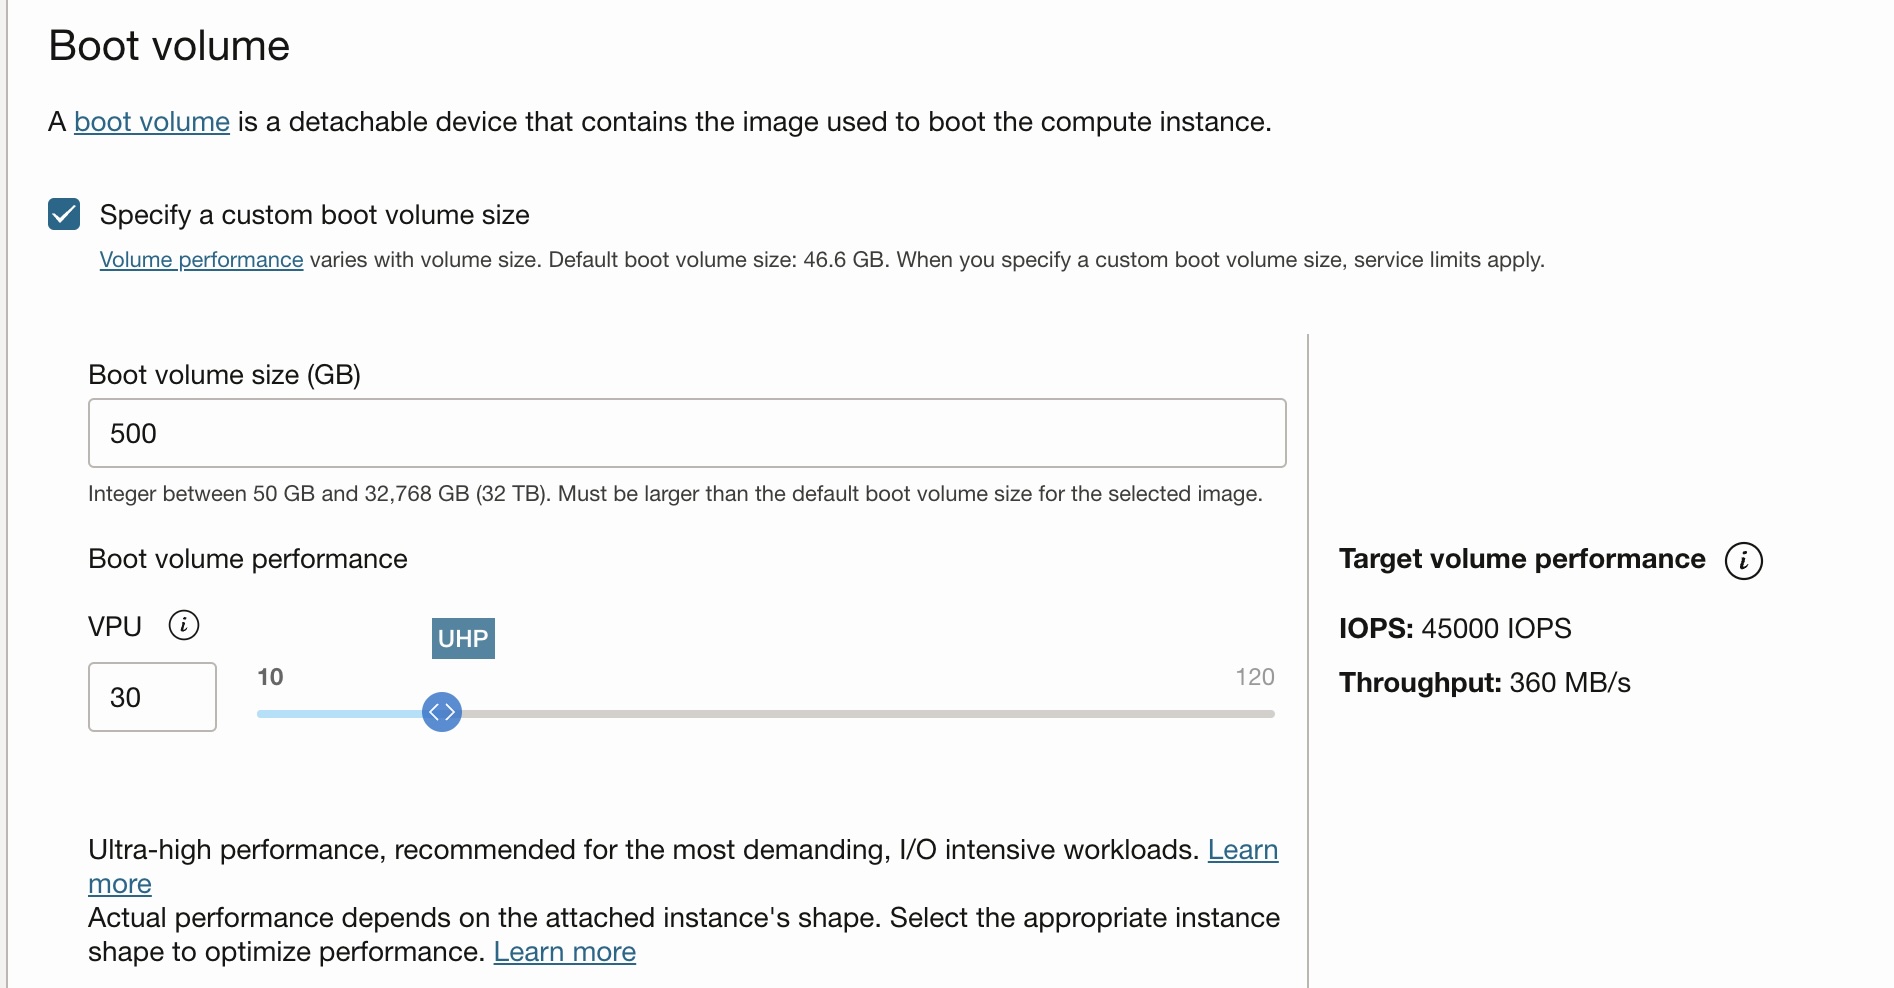 Boot volume
A boot volume is a detachable device that contains the image used to boot the compute instance.
Specify a custom boot volume size
Volume performance varies with volume size. Default boot volume size: 46.6 GB. When you specify a custom boot volume size, service limits apply.
Boot volume size (GB)
500
Integer between 50 GB and 32,768 GB (32 TB). Must be larger than the default boot volume size for the selected image.
Boot volume performance
VPU
30
UHP
10
120
Ultra-high performance, recommended for the most demanding, I/O intensive workloads. Learn
more
Actual performance depends on the attached instance's shape. Select the appropriate instance
shape to optimize performance. Learn more
Target volume performance
IOPS: 45000 IOPS
Throughput: 360 MB/s